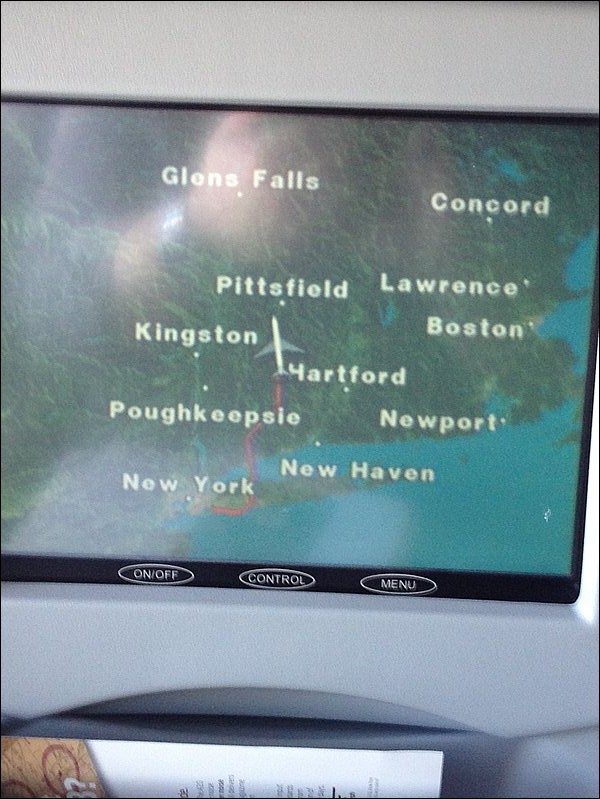 Glens Falls
Concord
Pittsfield
Lawrence
Kingston
Boston
Hartford
Poughkeepsie
Newport
New Haven
New York
ON/OFF
CONTROL
MENU